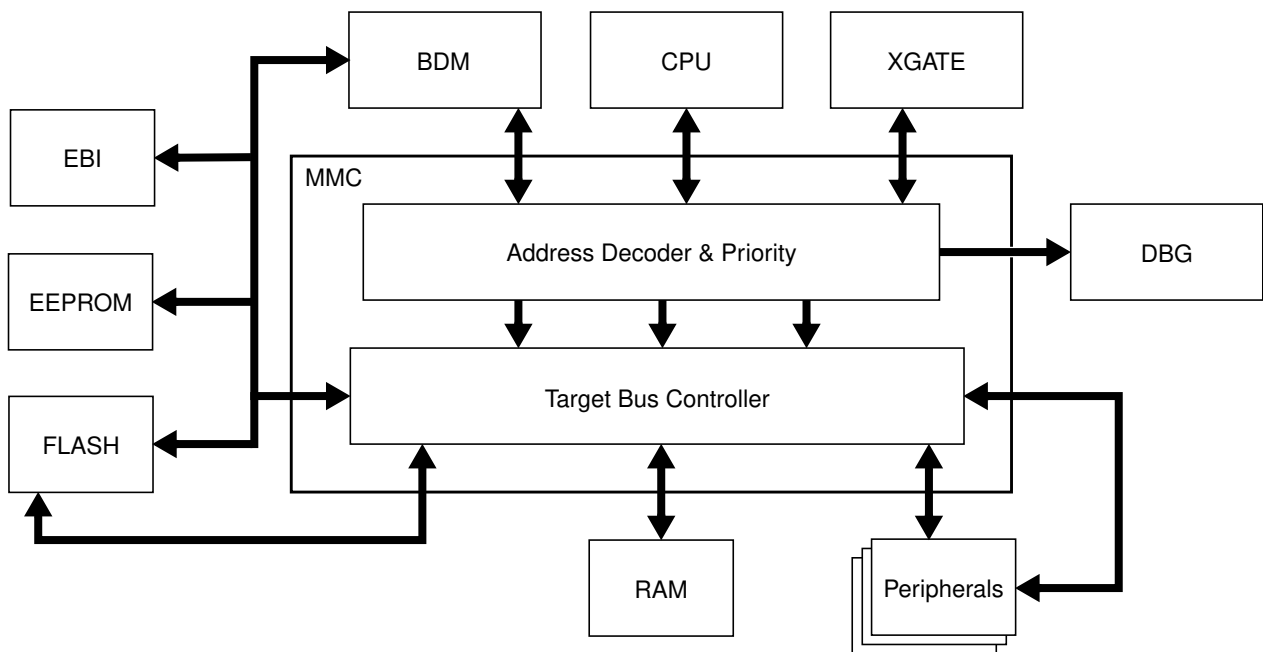 BDM
CPU
XGATE
EBI
MMC
Address Decoder & Priority
DBG
EEPROM
Target Bus Controller
FLASH
RAM
Peripherals